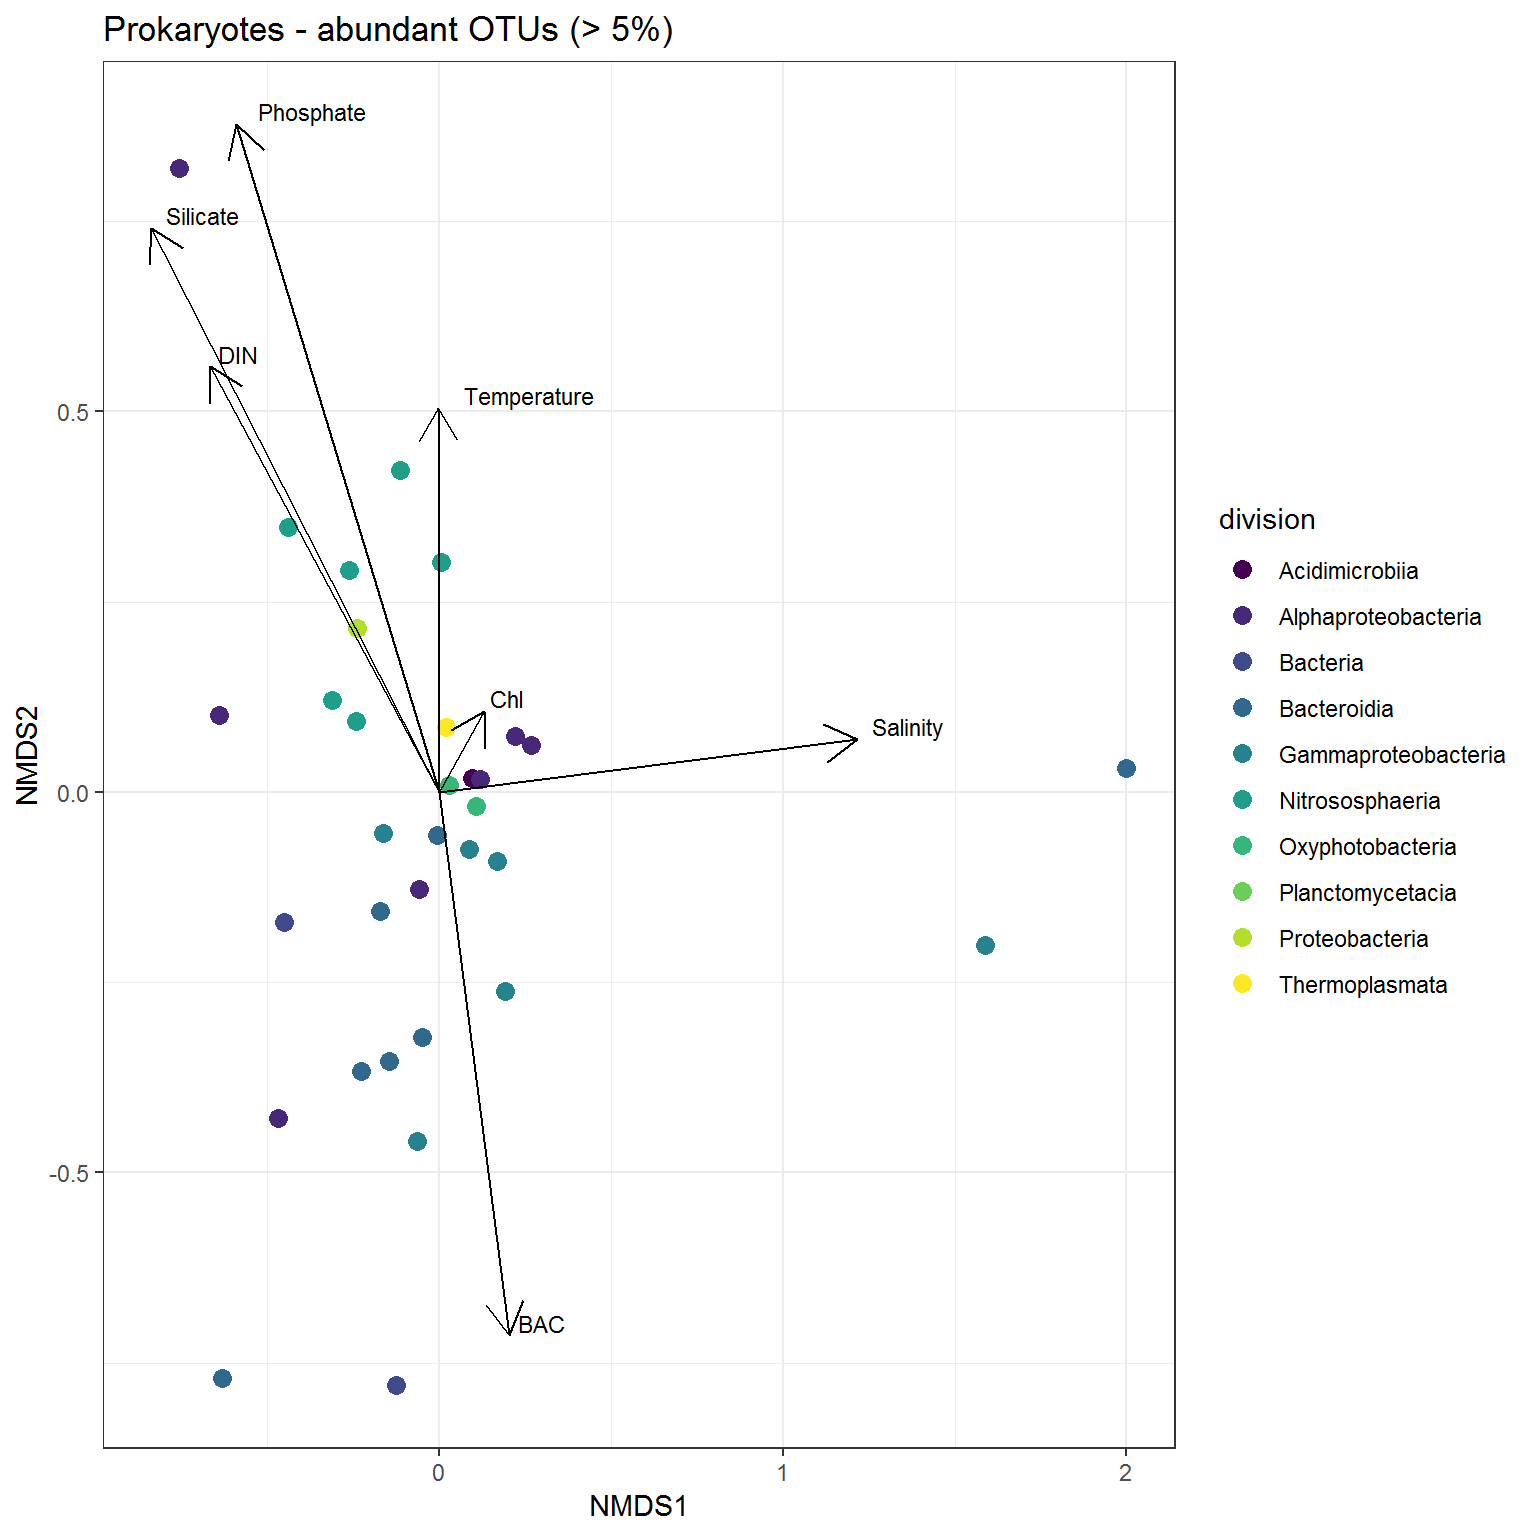 Prokaryotes - abundant OTUs (> 5%)
Phosphate
Silicate
DIN
Temperature
Chl
Salinity
BAC
0.5
0.0
-0.5
NMDS2
0
1
2
NMDS1
division
Acidimicrobiia
Alphaproteobacteria
Bacteria
Bacteroidia
Gammaproteobacteria
Nitrososphaeria
Oxyphotobacteria
Planctomycetacia
Proteobacteria
Thermoplasmata